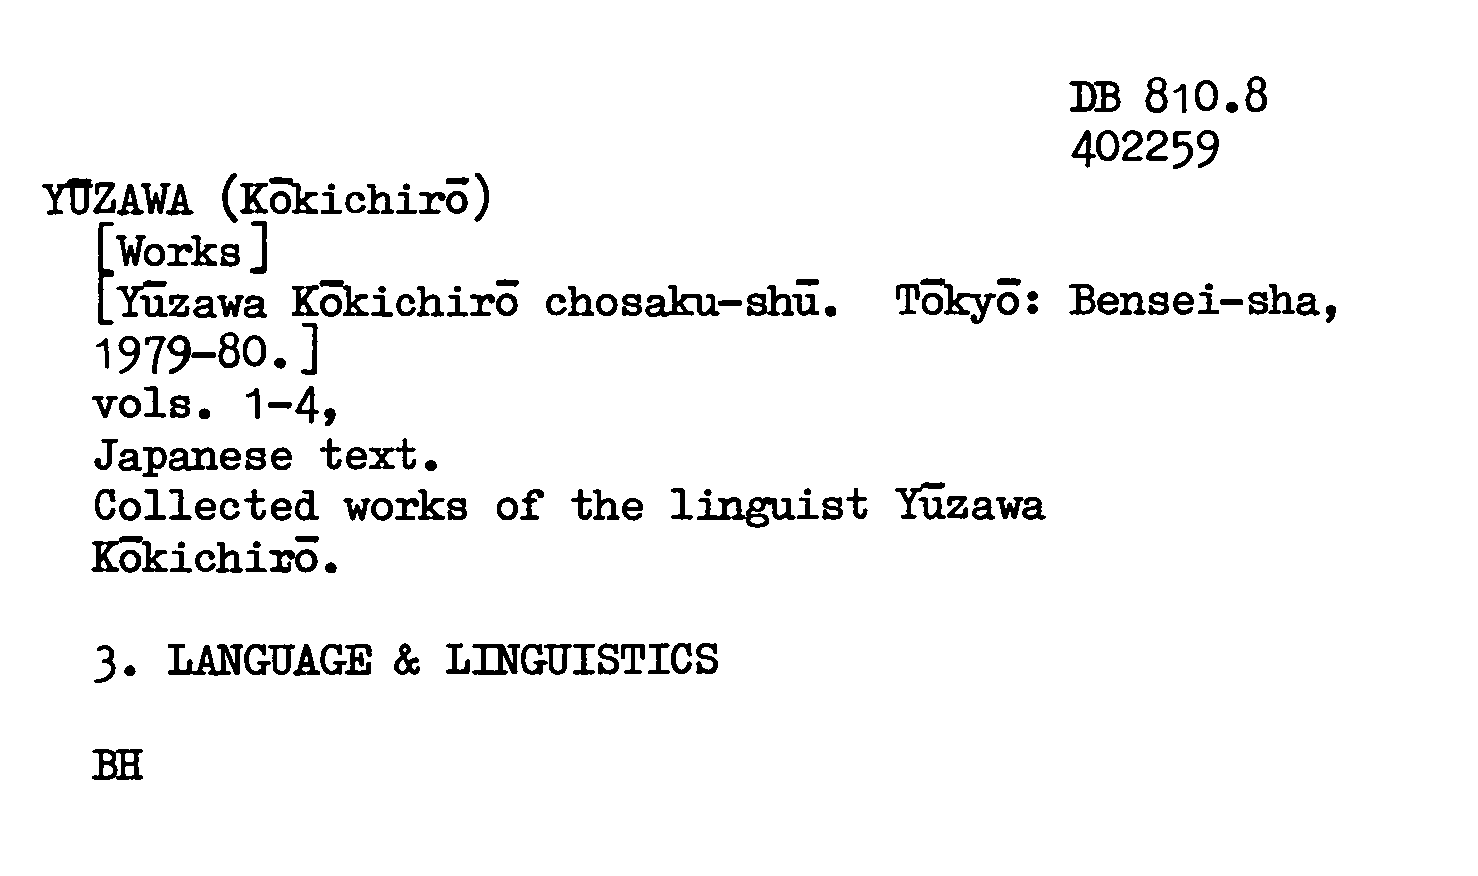 DB 810.8
402259
YŪZAWA (Kōkichirō)
[Works]
[Yūzawa Kōkichirō chosaku-shū. Tōkyō: Bensei-sha,
1979-80.]
vols. 1-4,
Japanese text.
Collected works of the linguist Yūzawa
Kōkichirō.
3. LANGUAGE & LINGUISTICS
BH